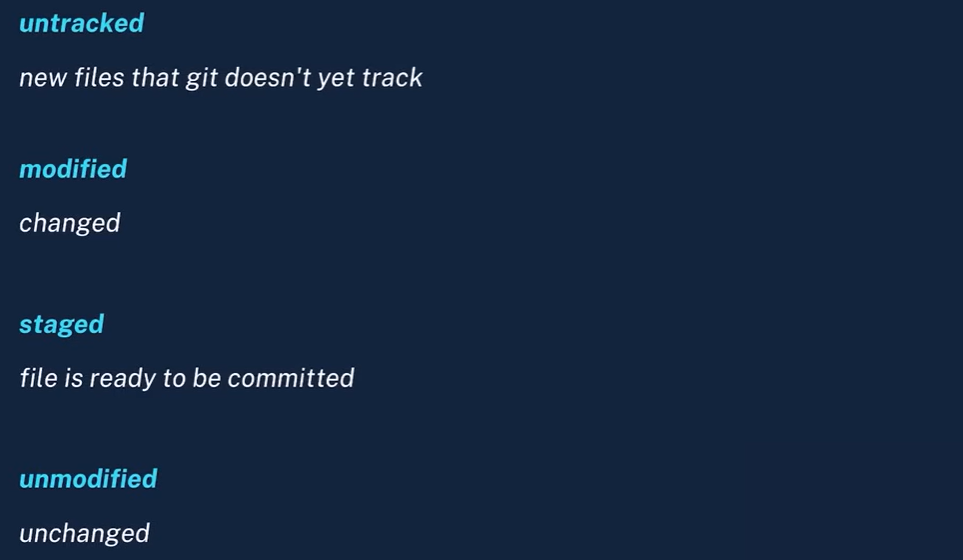 untracked
new files that git doesn't yet track
modified
changed
staged
file is ready to be committed
unmodified
unchanged